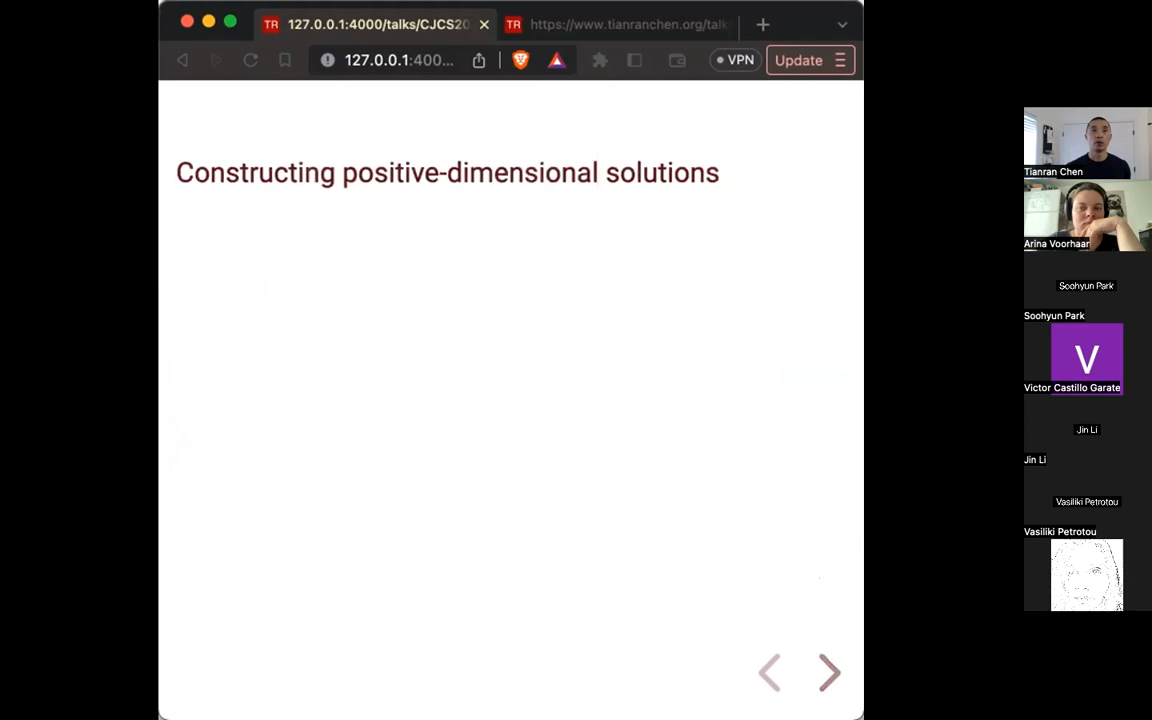 TR 127.0.0.1:4000/talks/CJCS20
TR https://www.tianranchen.org/talk
127.0.0.1:400...
VPN
Update
Constructing positive-dimensional solutions
Tianran Chen
Arina Voorhaar
Soohyun Park
Soohyun Park
V
Victor Castillo Garate
Jin Li
Jin Li
Vasiliki Petrotou
Vasiliki Petrotou